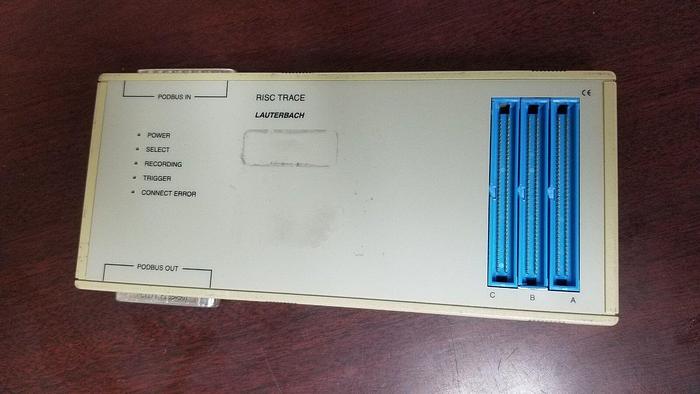 PODBUS IN
RISC TRACE
LAUTERBACH
CE
POWER
SELECT
RECORDING
TRIGGER
CONNECT ERROR
PODBUS OUT
C B A